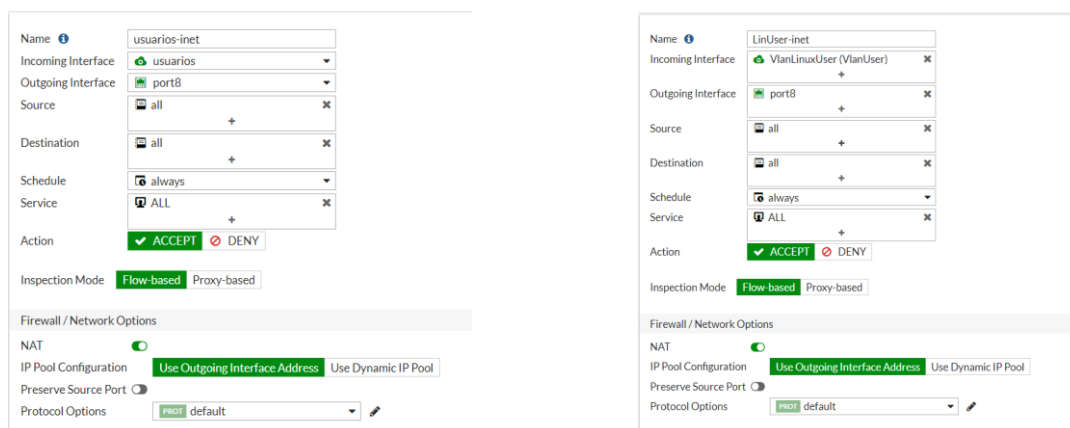 Name
usuarios-inet
Incoming Interface
usuarios
Outgoing Interface
port8
Source
all
+
Destination
all
+
Schedule
always
Service
ALL
+
Action
ACCEPT DENY
Inspection Mode
Flow-based Proxy-based
Firewall / Network Options
NAT
IP Pool Configuration
Use Outgoing Interface Address Use Dynamic IP Pool
Preserve Source Port
Protocol Options
PROT default
Name
LinUser-inet
Incoming Interface
VlanLinuxUser (VlanUser)
+
Outgoing Interface
port8
+
Source
all
+
Destination
all
+
Schedule
always
Service
ALL
+
Action
ACCEPT DENY
Inspection Mode
Flow-based Proxy-based
Firewall / Network Options
NAT
IP Pool Configuration
Use Outgoing Interface Address Use Dynamic IP Pool
Preserve Source Port
Protocol Options
PROT default